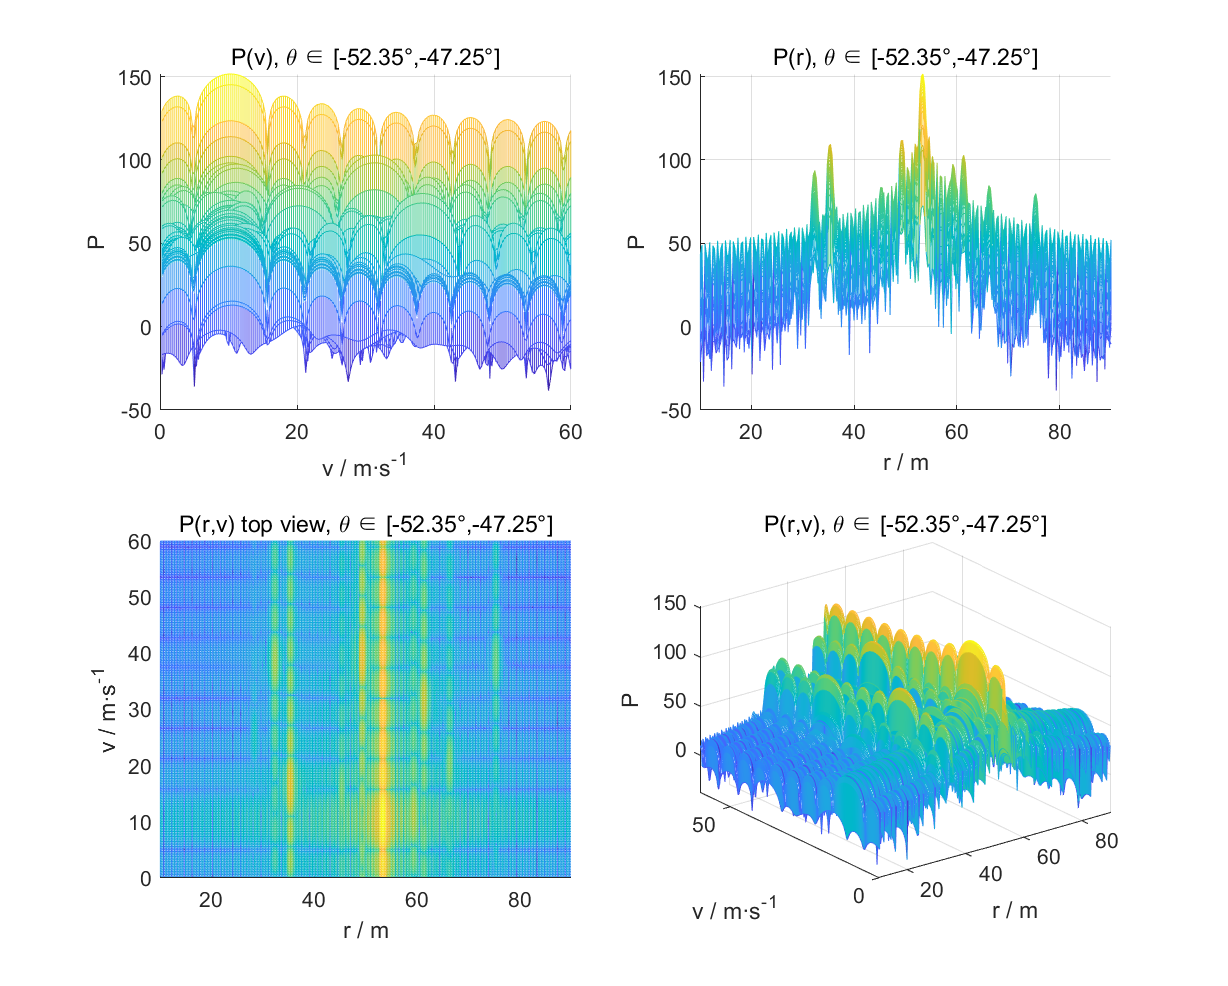 P(v), θ ∈ [-52.35°,-47.25°]
150
100
50
0
-50
P
0 20 40 60
v / m·s-1
P(r), θ ∈ [-52.35°,-47.25°]
150
100
50
0
-50
P
20 40 60 80
r / m
P(r,v) top view, θ ∈ [-52.35°,-47.25°]
60
50
40
30
20
10
0
v / m·s-1
20 40 60 80
r / m
P(r,v), θ ∈ [-52.35°,-47.25°]
150
100
50
0
P
50
0
v / m·s-1
20 40 60 80
r / m